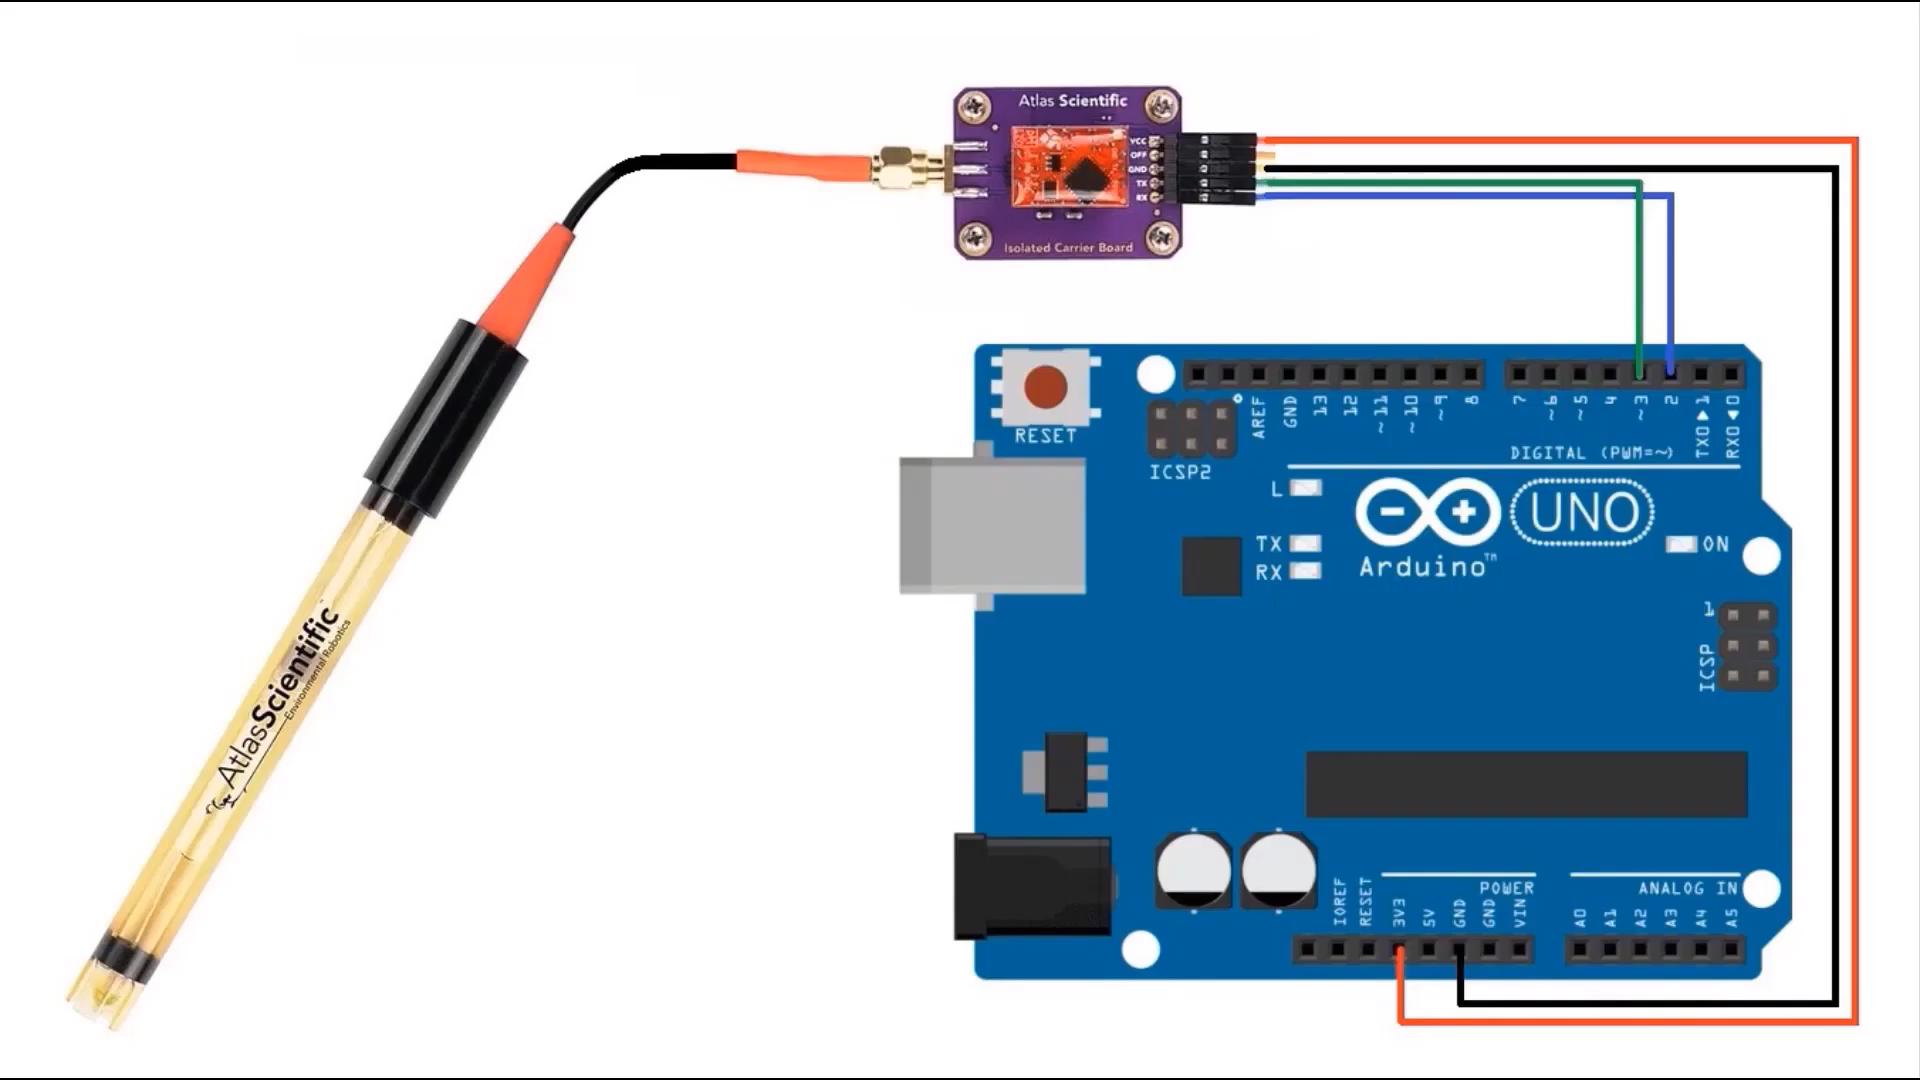 Atlas Scientific
VCC
OFF
GND
TX
RX
Isolated Carrier Board
AtlasScientific
Environmental Robotics
RESET
ICSP2
AREF
GND
13
12
~11
~10
~9
8
7
~6
~5
4
~3
2
TX0▶1
RX0◀0
DIGITAL (PWM=~)
L
TX
RX
UNO
Arduino™
ON
1
ICSP
IOREF
RESET
3V3
5V
GND
GND
VIN
POWER
ANALOG IN
A0
A1
A2
A3
A4
A5